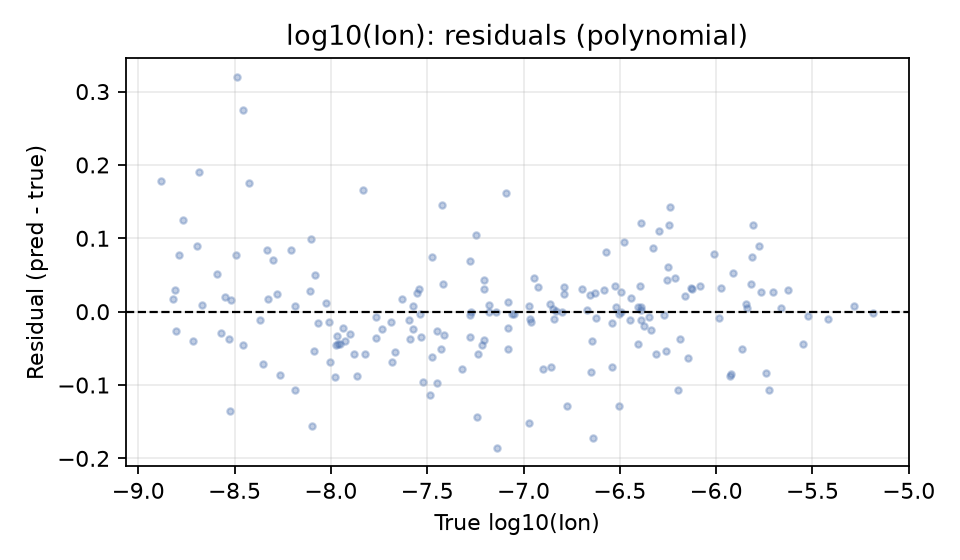 log10(Ion): residuals (polynomial)
Residual (pred - true)
0.3
0.2
0.1
0.0
−0.1
−0.2
−9.0 −8.5 −8.0 −7.5 −7.0 −6.5 −6.0 −5.5 −5.0
True log10(Ion)